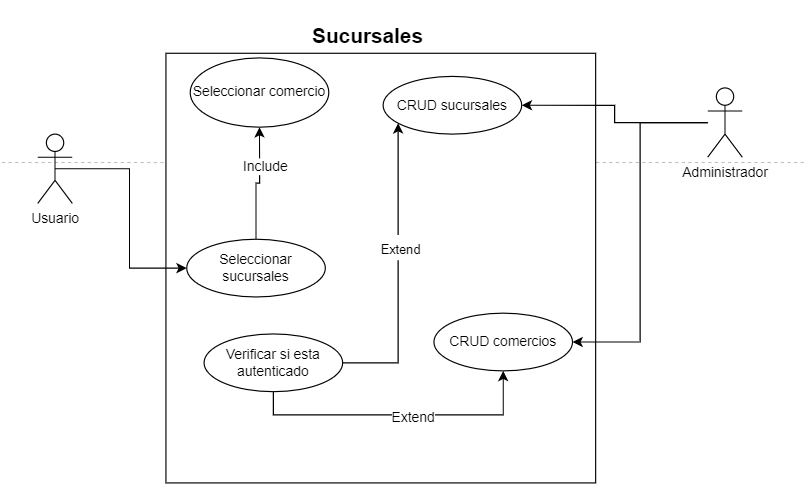 Sucursales
Seleccionar comercio
CRUD sucursales
Include
Administrador
Usuario
Seleccionar
sucursales
Extend
Verificar si esta
autenticado
CRUD comercios
Extend